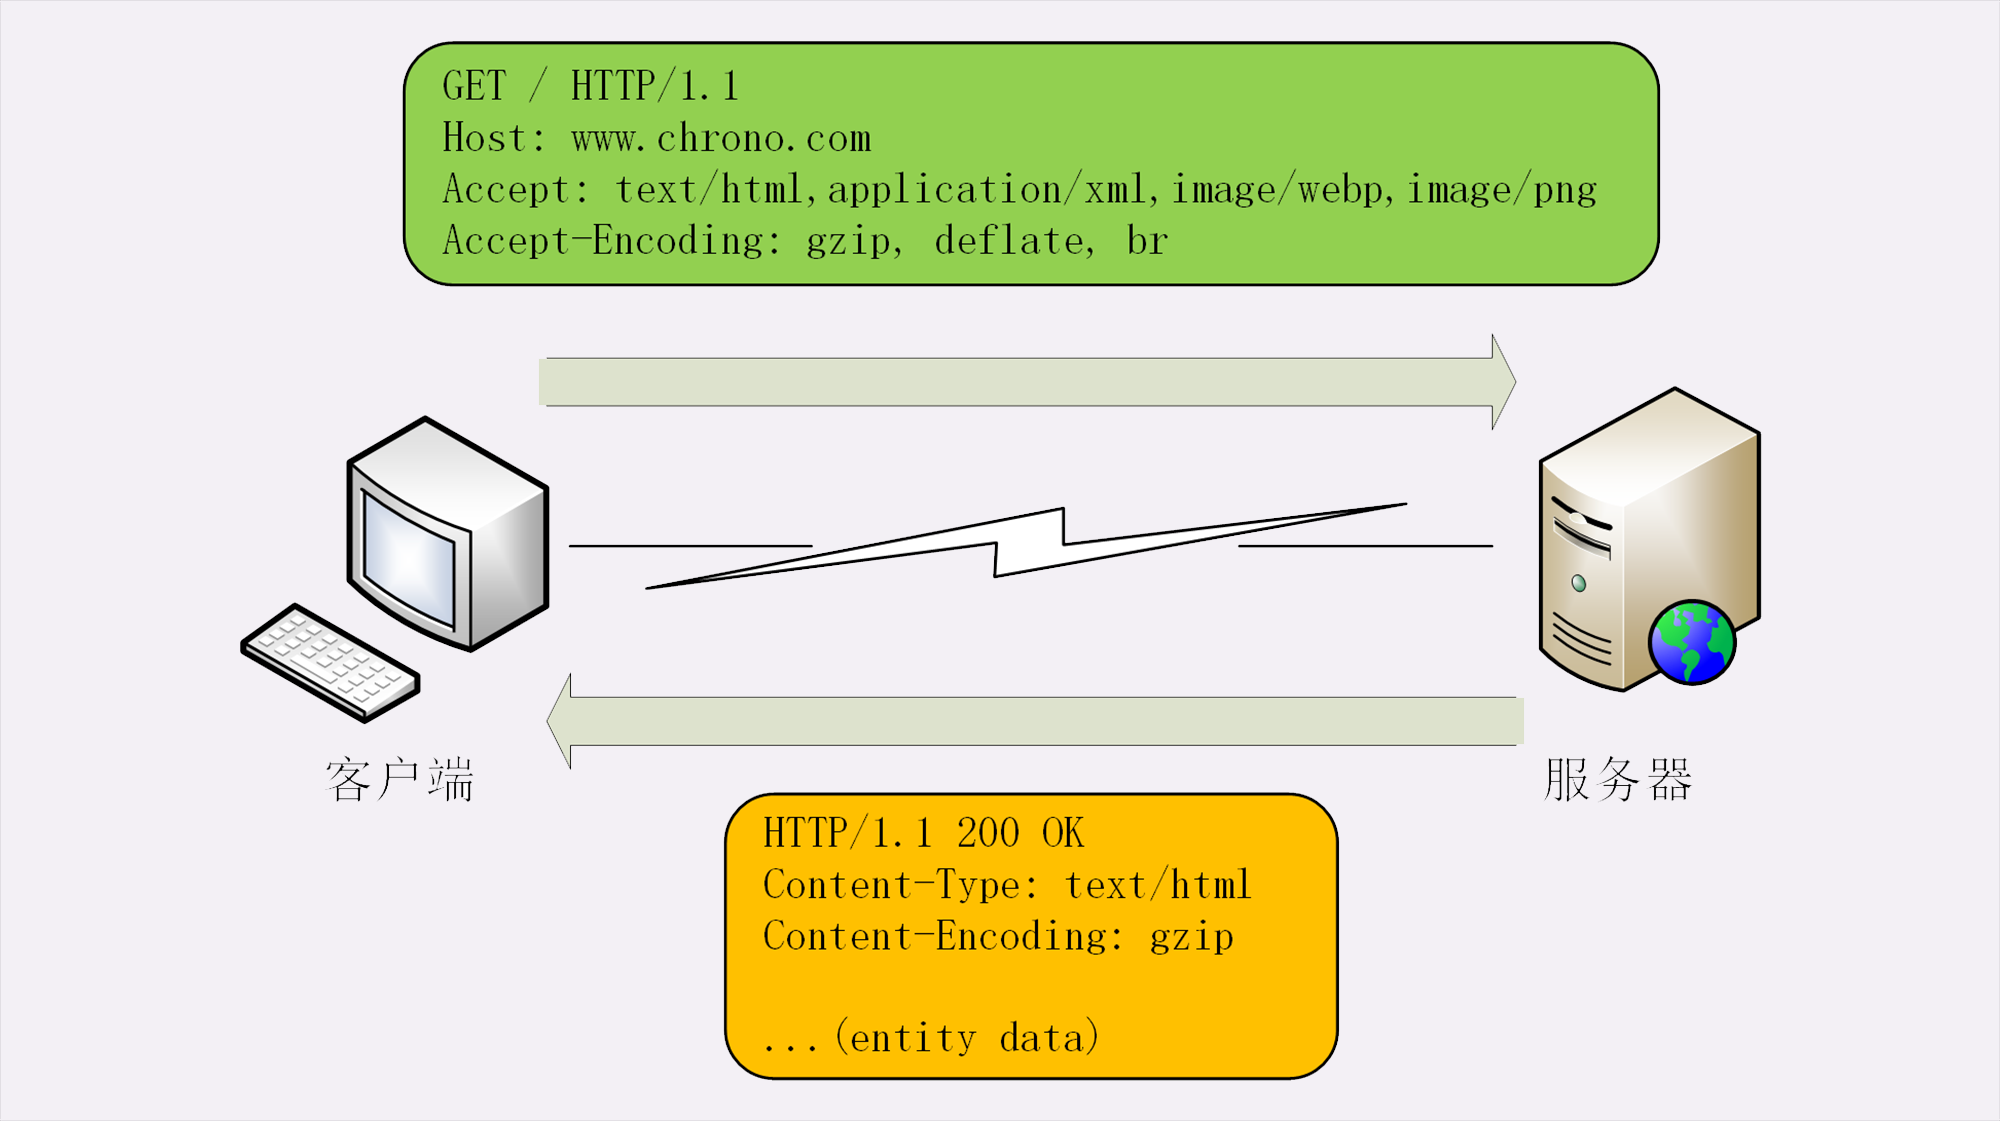 GET / HTTP/1.1
Host: www.chrono.com
Accept: text/html,application/xml,image/webp,image/png
Accept-Encoding: gzip, deflate, br
客户端
服务器
HTTP/1.1 200 OK
Content-Type: text/html
Content-Encoding: gzip
...(entity data)